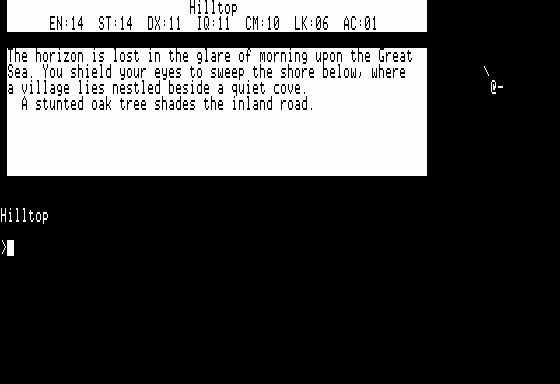 Hilltop
EN:14 ST:14 DX:11 IQ:11 CM:10 LK:06 AC:01
The horizon is lost in the glare of morning upon the Great
Sea. You shield your eyes to sweep the shore below, where
a village lies nestled beside a quiet cove.
A stunted oak tree shades the inland road.
\
@-
Hilltop
>